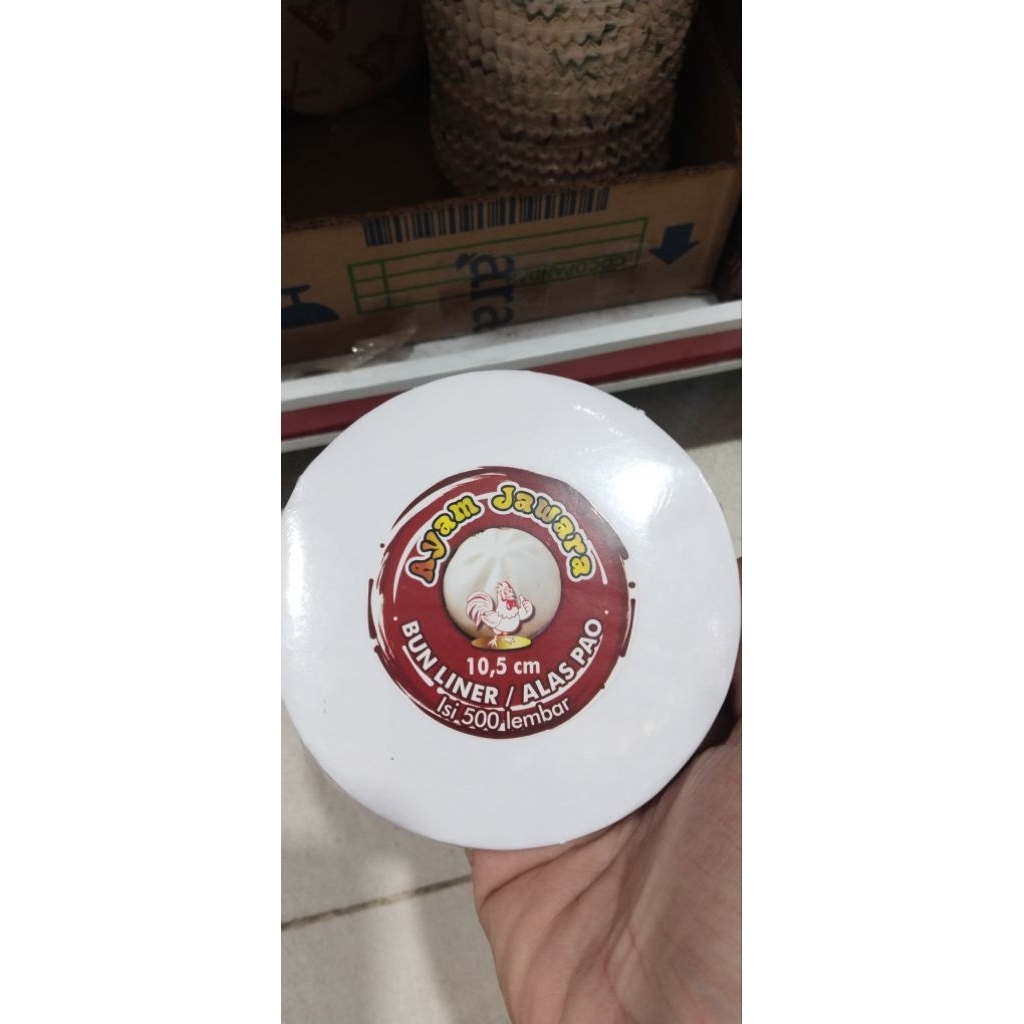 Ayam Jawara
10,5 cm
BUN LINER / ALAS PAO
Isi 500 lembar